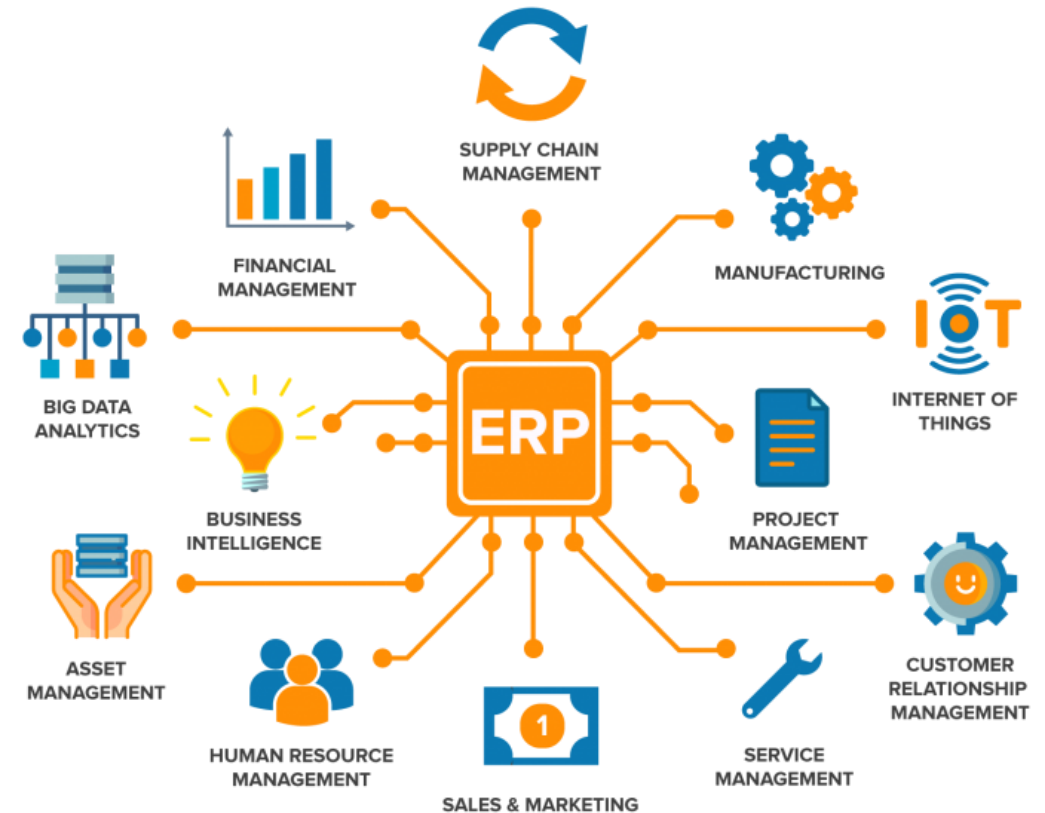 SUPPLY CHAIN
MANAGEMENT
FINANCIAL
MANAGEMENT
MANUFACTURING
IOT
BIG DATA
ANALYTICS
INTERNET OF
THINGS
ERP
BUSINESS
INTELLIGENCE
PROJECT
MANAGEMENT
ASSET
MANAGEMENT
CUSTOMER
RELATIONSHIP
MANAGEMENT
HUMAN RESOURCE
MANAGEMENT
1
SERVICE
MANAGEMENT
SALES & MARKETING